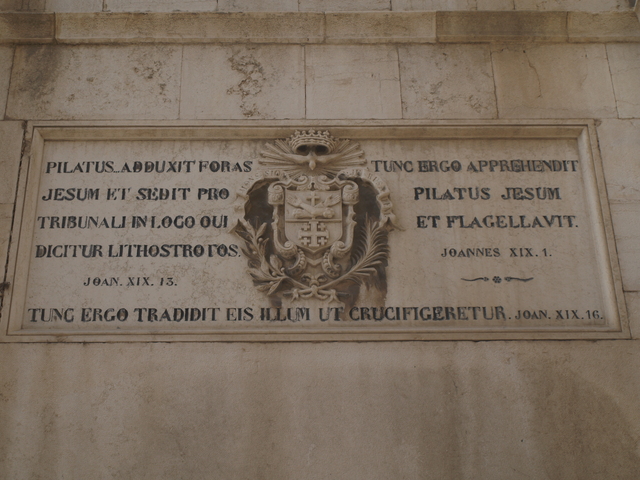 PILATUS...ADDUXIT FORAS
JESUM ET SEDIT PRO
TRIBUNALI IN LOCO QUI
DICITUR LITHOSTROTOS.
JOAN. XIX. 13.
TUNC ERGO APPREHENDIT
PILATUS JESUM
ET FLAGELLAVIT.
JOANNES XIX. 1.
TUNC ERGO TRADIDIT EIS ILLUM UT CRUCIFIGERETUR. JOAN. XIX. 16.